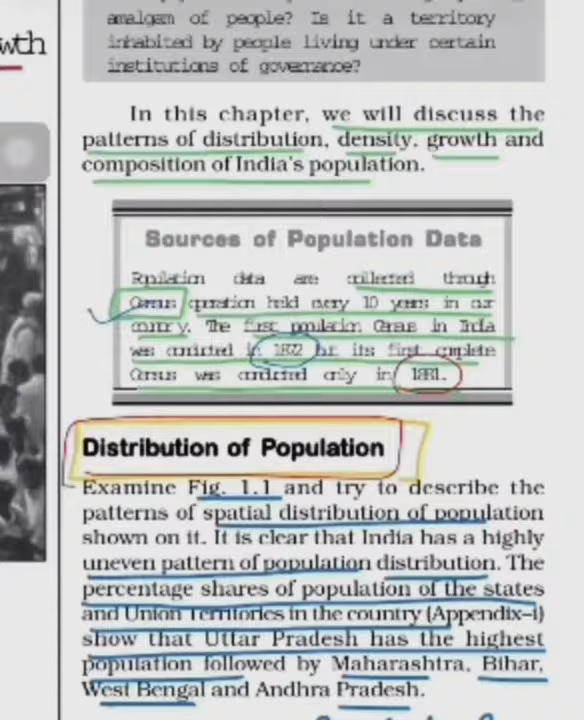 wth
amalgam of people? Is it a territory
inhabited by people living under certain
institutions of governance?
In this chapter, we will discuss the
patterns of distribution, density, growth and
composition of India's population.
Sources of Population Data
Population data are collected through
Census operation held every 10 years in our
country. The first population Census in India
was conducted in 1872 but its first complete
Census was conducted only in 1881.
Distribution of Population
Examine Fig. 1.1 and try to describe the
patterns of spatial distribution of population
shown on it. It is clear that India has a highly
uneven pattern of population distribution. The
percentage shares of population of the states
and Union Territories in the country (Appendix–i)
show that Uttar Pradesh has the highest
population followed by Maharashtra, Bihar,
West Bengal and Andhra Pradesh.